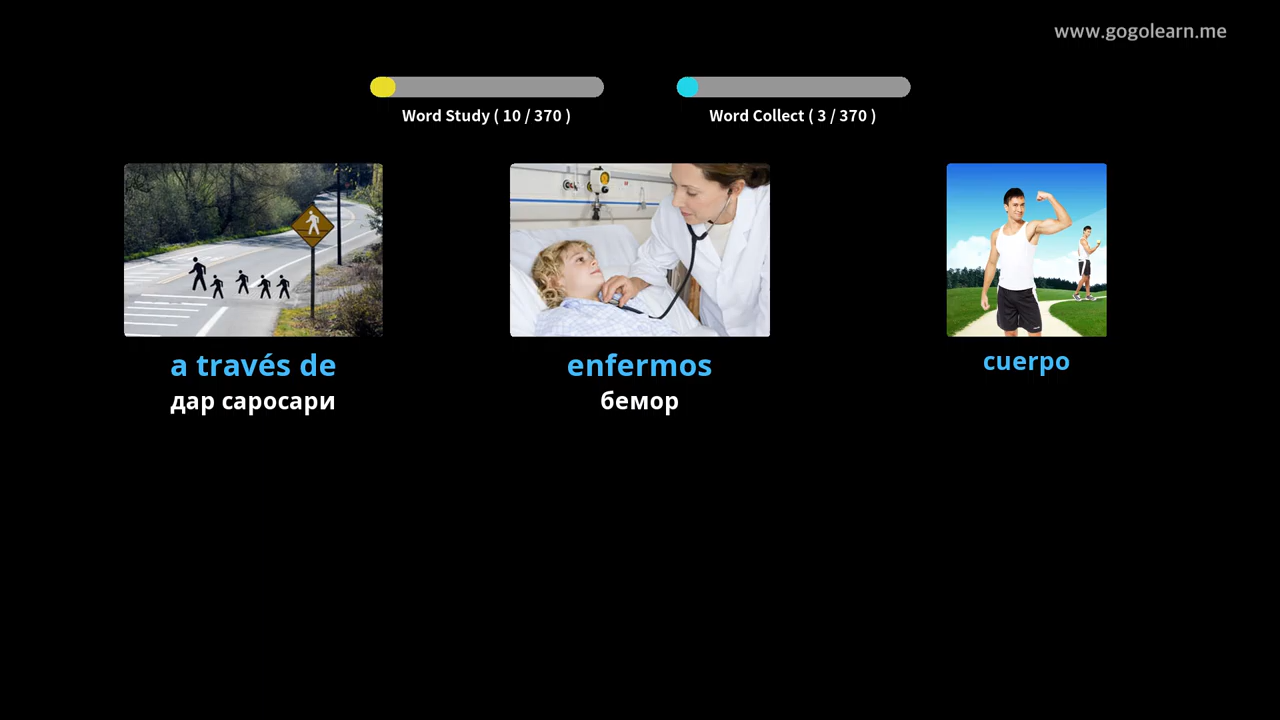 www.gogolearn.me
Word Study ( 10 / 370 )
Word Collect ( 3 / 370 )
a través de
enfermos
cuerpo
дар саросари
бемор